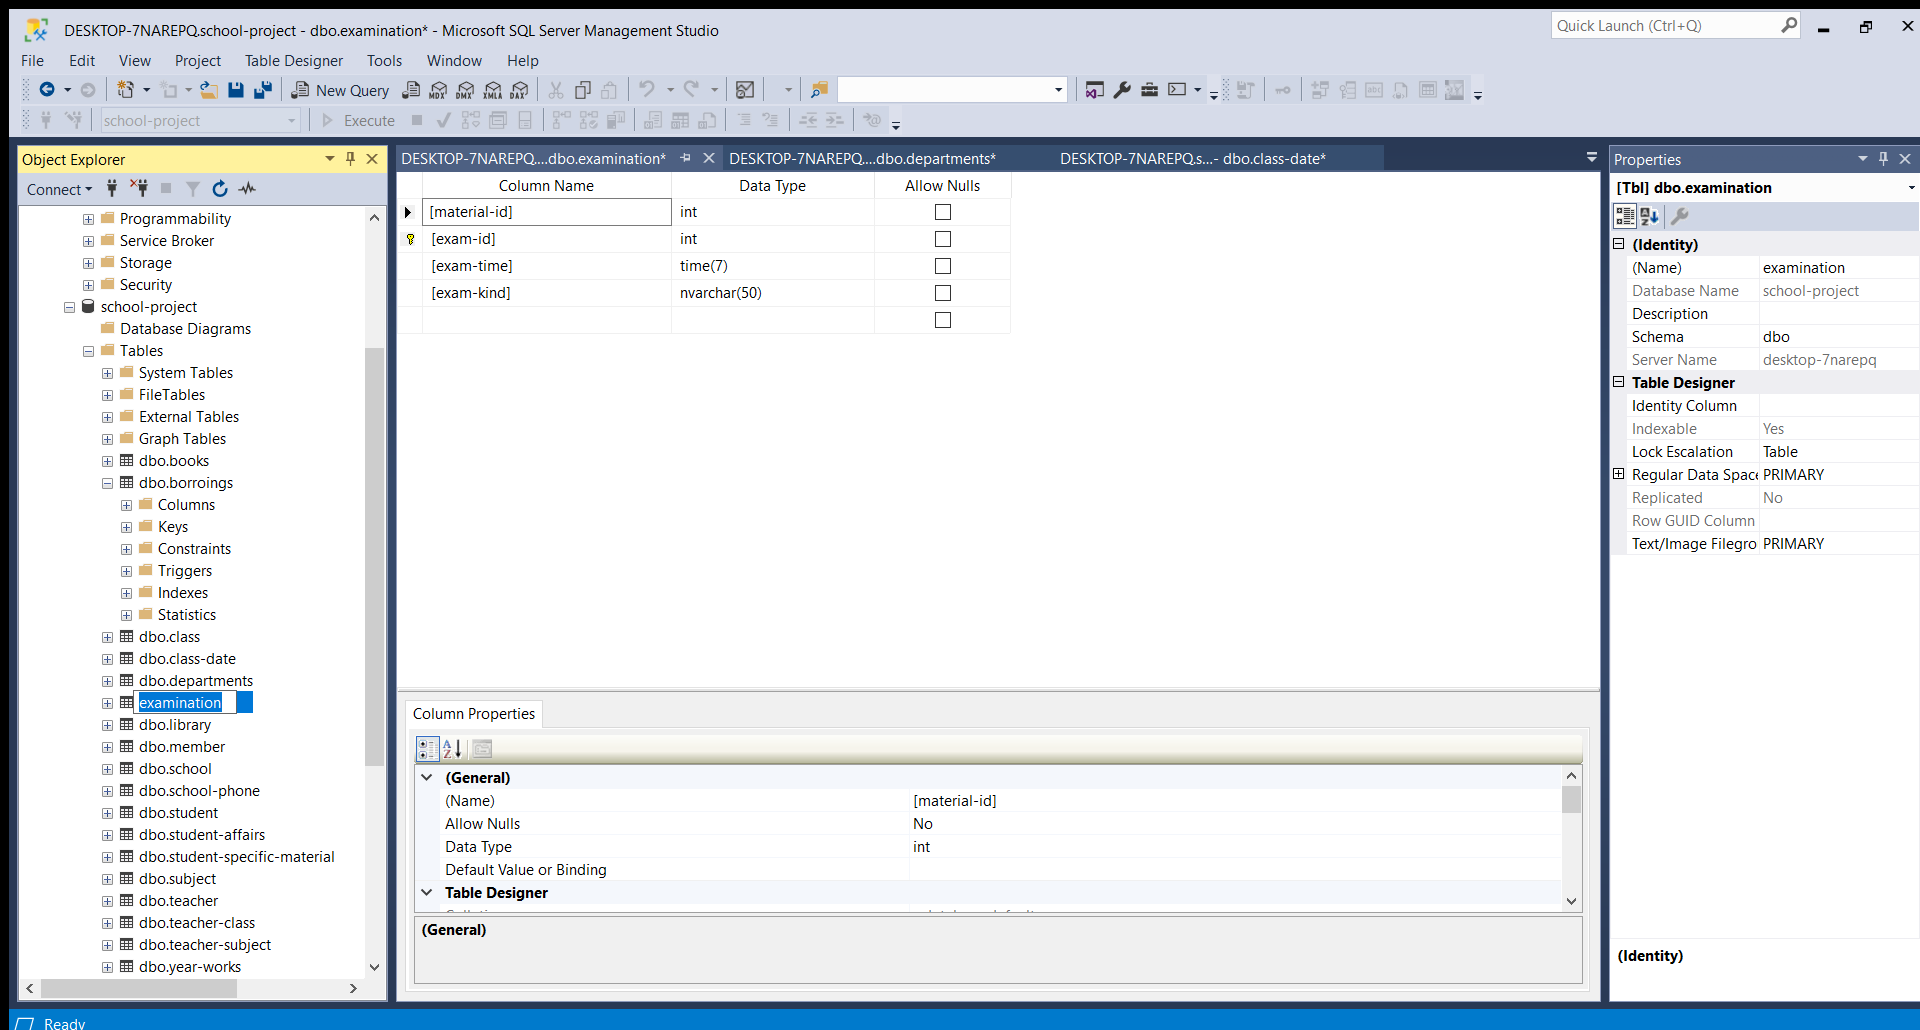 DESKTOP-7NAREPQ.school-project - dbo.examination* - Microsoft SQL Server Management Studio
Quick Launch (Ctrl+Q)
File Edit View Project Table Designer Tools Window Help
New Query MDX DMX XMLA DAX
school-project Execute
Object Explorer
Connect
Programmability
Service Broker
Storage
Security
school-project
Database Diagrams
Tables
System Tables
FileTables
External Tables
Graph Tables
dbo.books
dbo.borroings
Columns
Keys
Constraints
Triggers
Indexes
Statistics
dbo.class
dbo.class-date
dbo.departments
examination
dbo.library
dbo.member
dbo.school
dbo.school-phone
dbo.student
dbo.student-affairs
dbo.student-specific-material
dbo.subject
dbo.teacher
dbo.teacher-class
dbo.teacher-subject
dbo.year-works
DESKTOP-7NAREPQ....dbo.examination* DESKTOP-7NAREPQ....dbo.departments* DESKTOP-7NAREPQ.s...- dbo.class-date*
Column Name Data Type Allow Nulls
[material-id] int
[exam-id] int
[exam-time] time(7)
[exam-kind] nvarchar(50)
Column Properties
(General)
(Name) [material-id]
Allow Nulls No
Data Type int
Default Value or Binding
Table Designer
(General)
Properties
[Tbl] dbo.examination
(Identity)
(Name) examination
Database Name school-project
Description
Schema dbo
Server Name desktop-7narepq
Table Designer
Identity Column
Indexable Yes
Lock Escalation Table
Regular Data Space PRIMARY
Replicated No
Row GUID Column
Text/Image Filegro PRIMARY
(Identity)
Ready